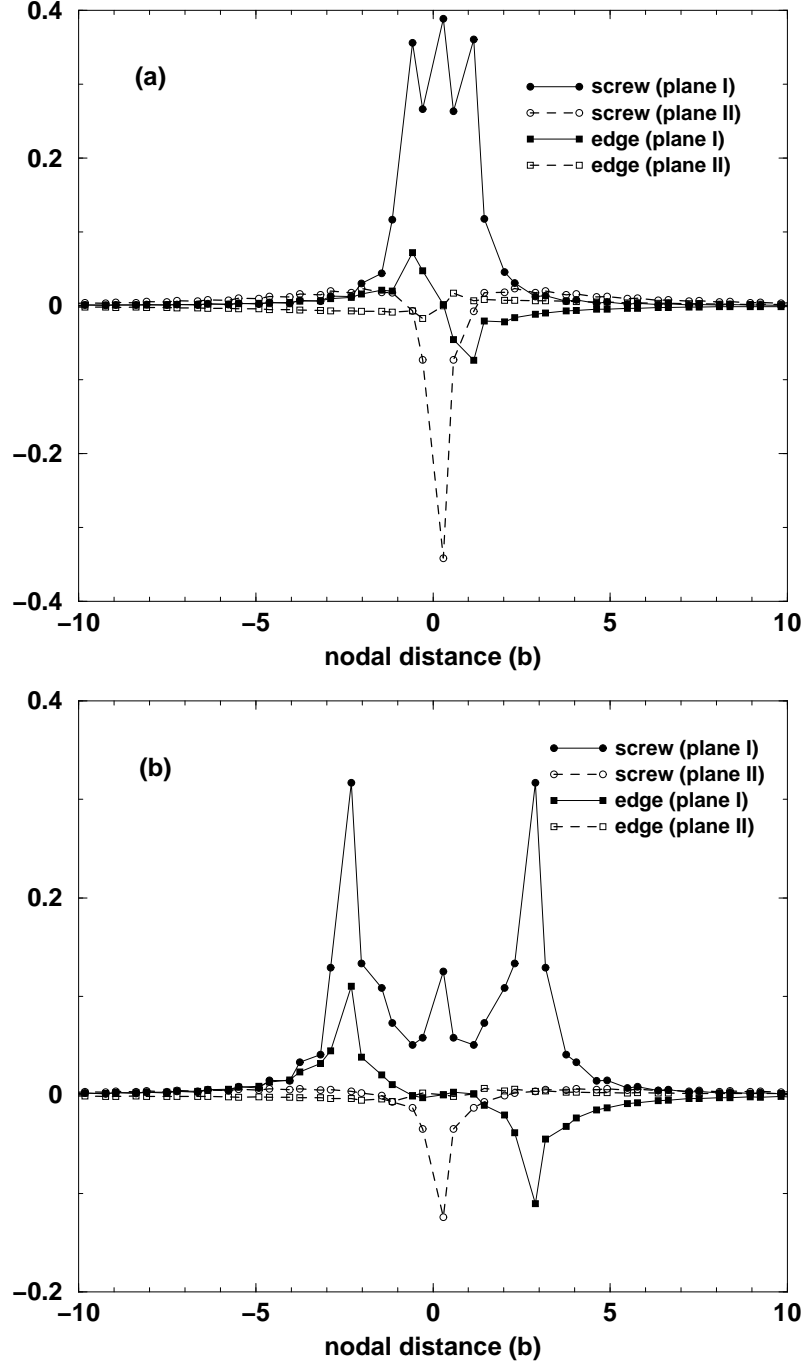 0.4
(a)
screw (plane I)
screw (plane II)
edge (plane I)
edge (plane II)
0.2
0
−0.2
−0.4
−10
−5
0
5
10
nodal distance (b)
0.4
(b)
screw (plane I)
screw (plane II)
edge (plane I)
edge (plane II)
0.2
0
−0.2
−10
−5
0
5
10
nodal distance (b)